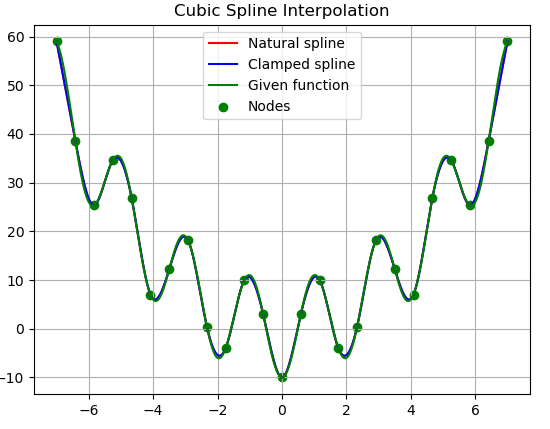 Cubic Spline Interpolation
Natural spline
Clamped spline
Given function
Nodes
60
50
40
30
20
10
0
−10
−6 −4 −2 0 2 4 6